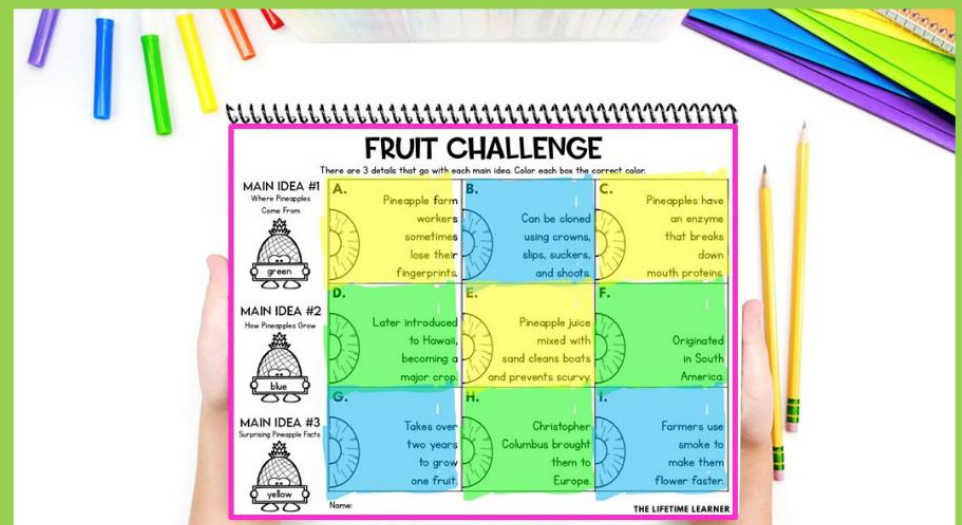 FRUIT CHALLENGE
There are 3 details that go with each main idea. Color each box the correct color.
MAIN IDEA #1
Where Pineapples
Come From
green
MAIN IDEA #2
How Pineapples Grow
blue
MAIN IDEA #3
Surprising Pineapple Facts
yellow
A.
Pineapple farm
workers
sometimes
lose their
fingerprints.
B.
Can be cloned
using crowns,
slips, suckers,
and shoots.
C.
Pineapples have
an enzyme
that breaks
down
mouth proteins.
D.
Later introduced
to Hawaii,
becoming a
major crop.
E.
Pineapple juice
mixed with
sand cleans boats
and prevents scurvy.
F.
Originated
in South
America.
G.
Takes over
two years
to grow
one fruit.
H.
Christopher
Columbus brought
them to
Europe.
I.
Farmers use
smoke to
make them
flower faster.
Name:
THE LIFETIME LEARNER